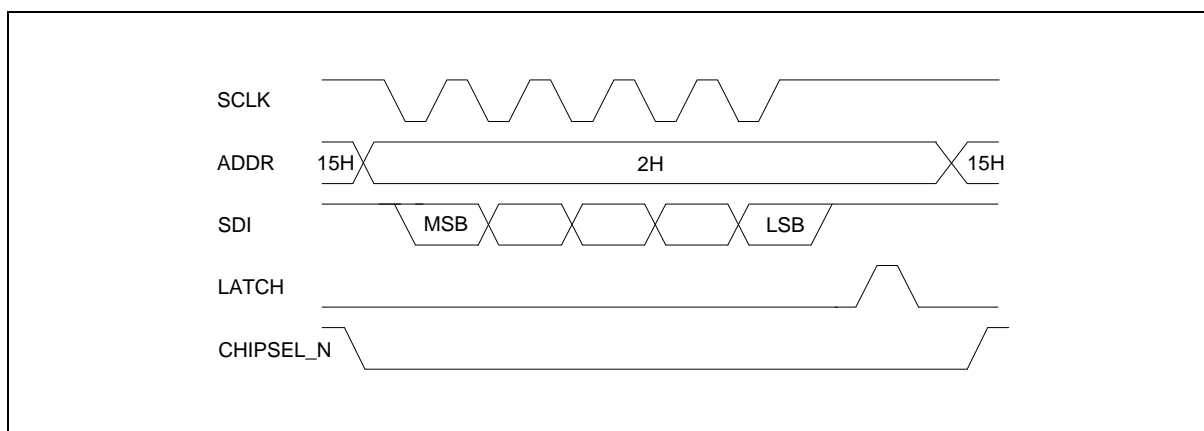 SCLK
ADDR 15H 2H 15H
SDI MSB LSB
LATCH
CHIPSEL_N